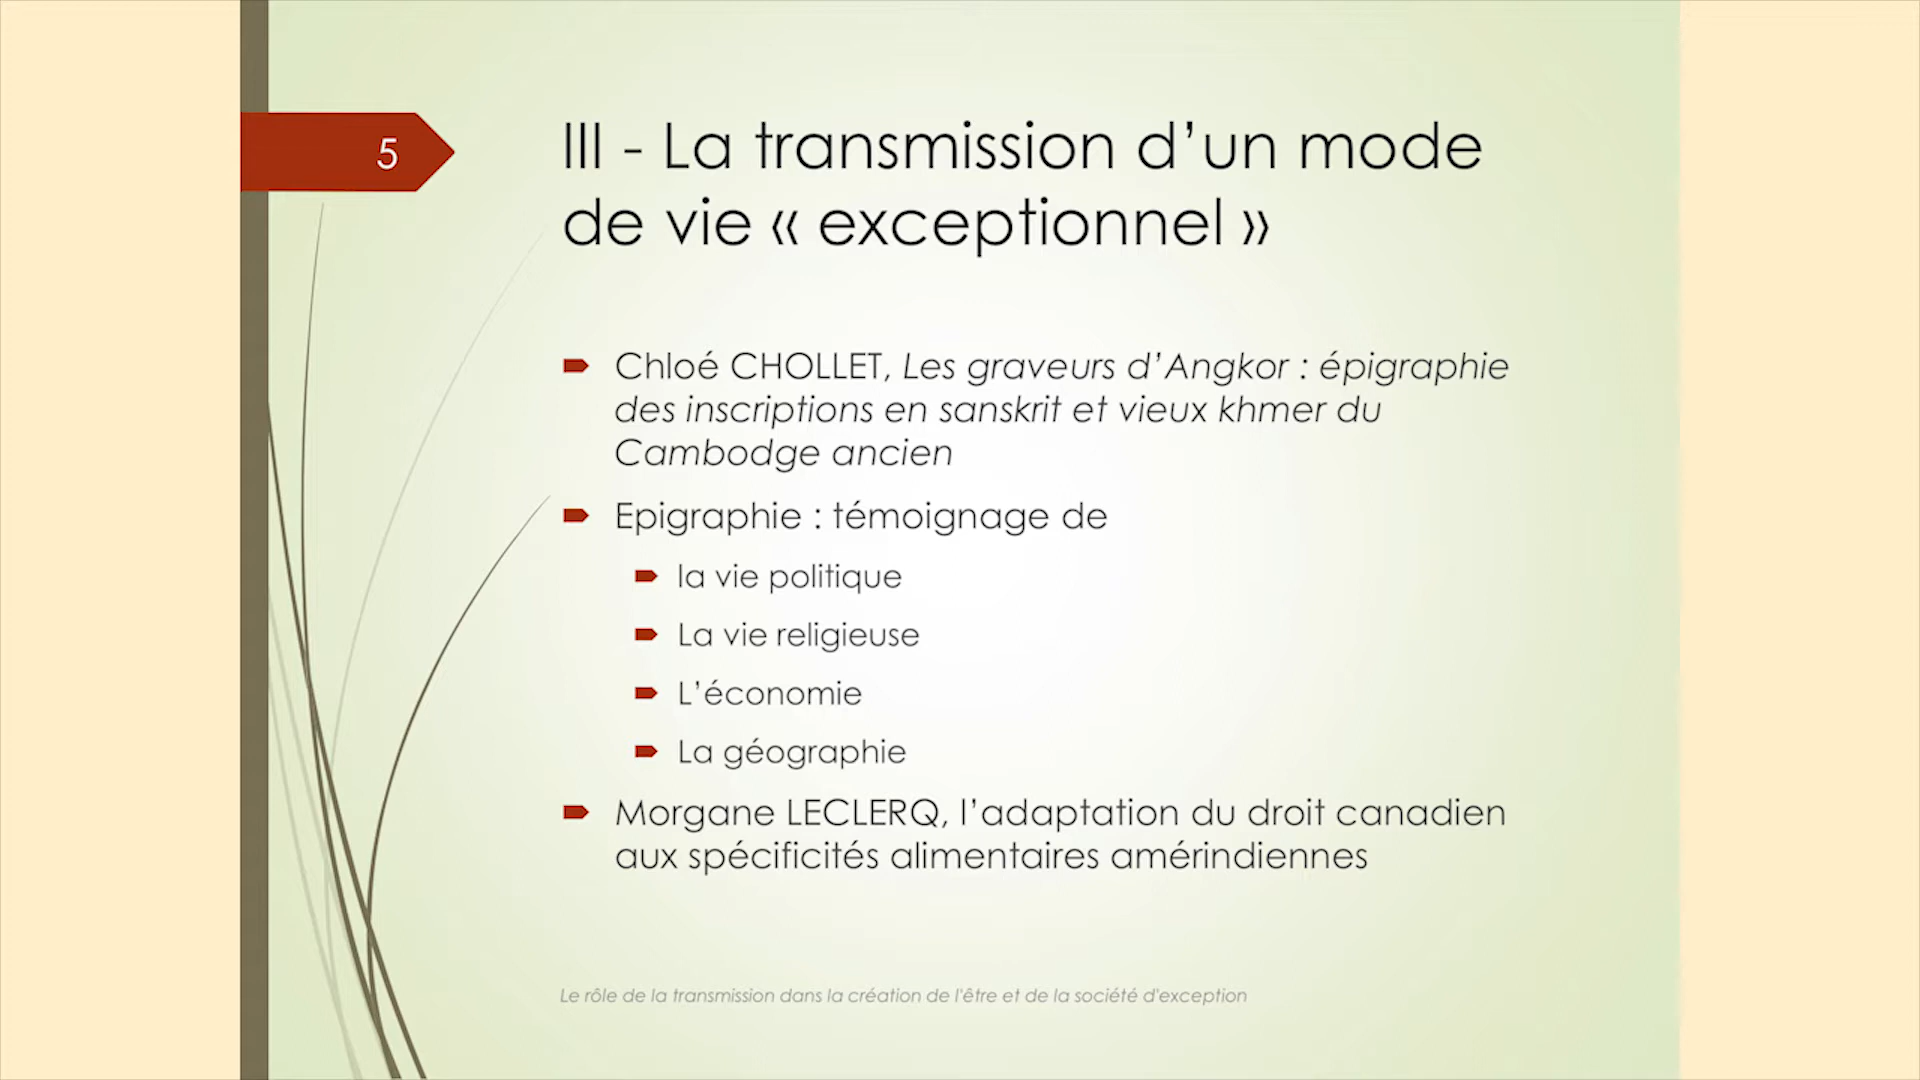 5
III - La transmission d’un mode
de vie « exceptionnel »
Chloé CHOLLET, Les graveurs d’Angkor : épigraphie
des inscriptions en sanskrit et vieux khmer du
Cambodge ancien
Epigraphie : témoignage de
la vie politique
La vie religieuse
L’économie
La géographie
Morgane LECLERQ, l’adaptation du droit canadien
aux spécificités alimentaires amérindiennes
Le rôle de la transmission dans la création de l'être et de la société d'exception